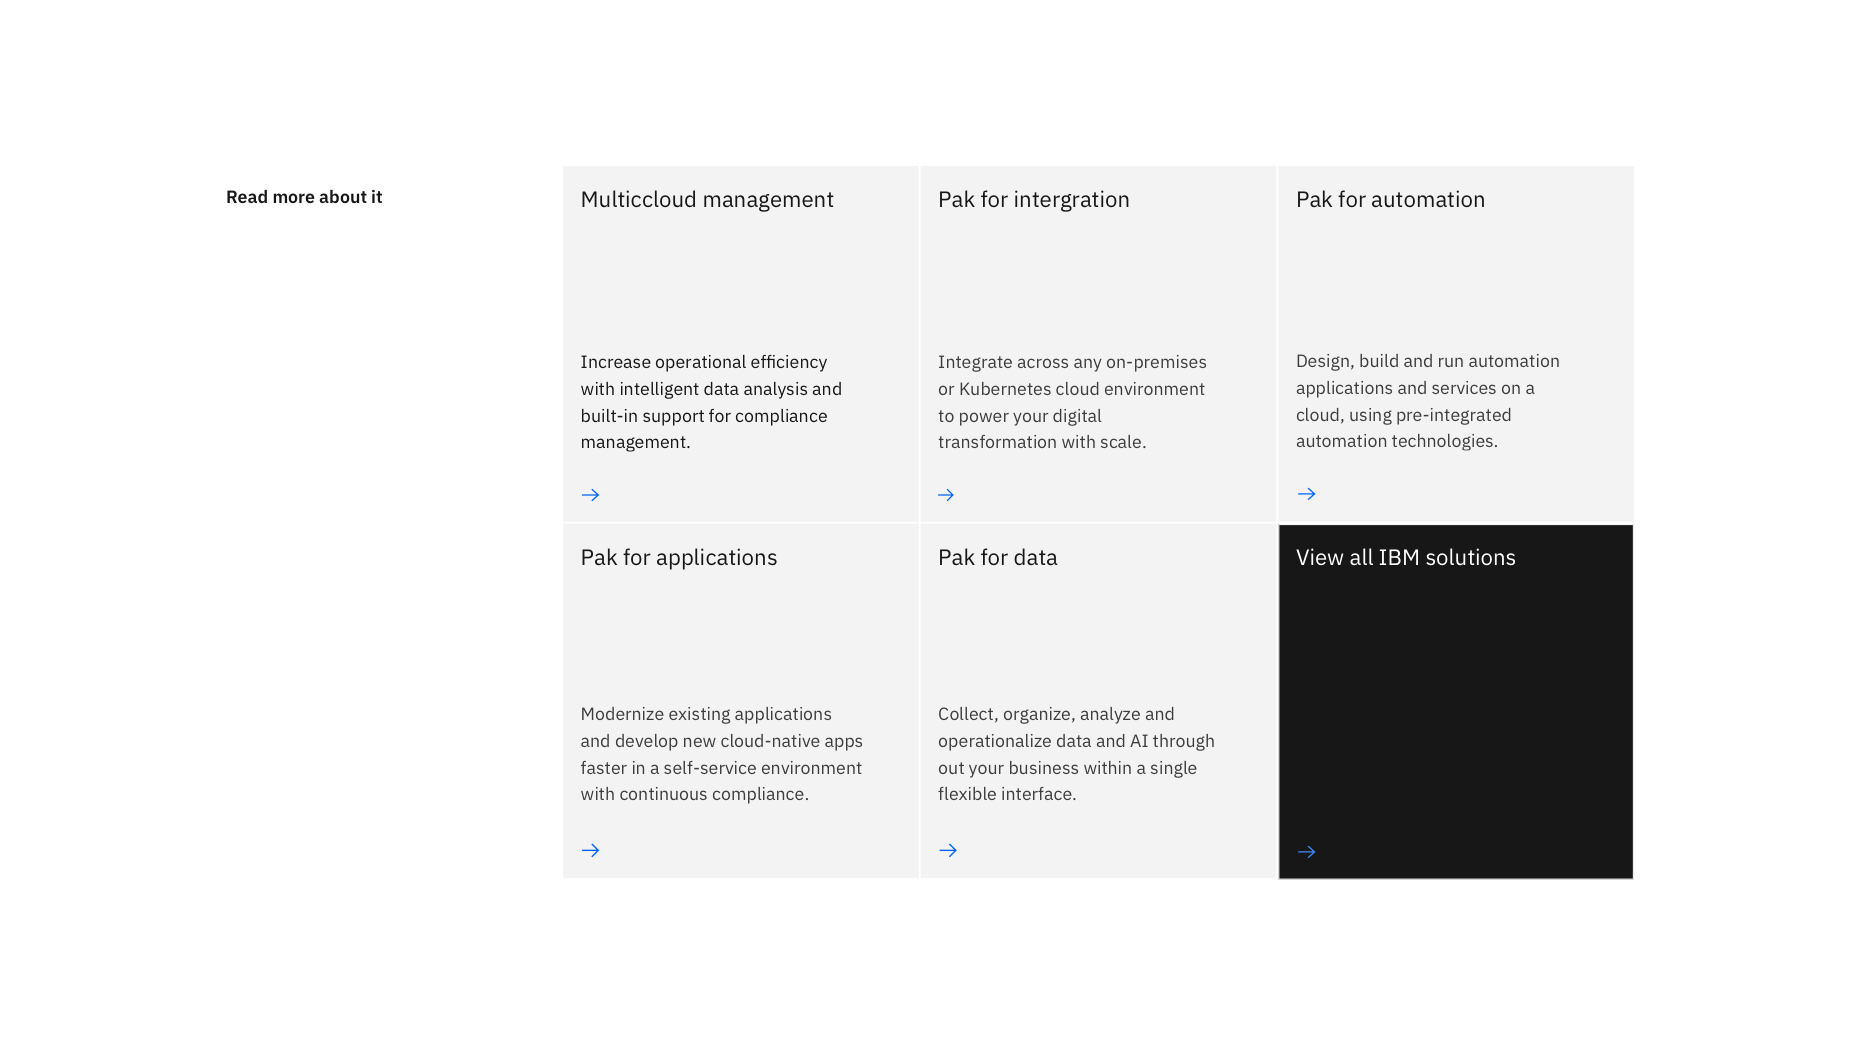 Read more about it
Multiccloud management
Increase operational efficiency
with intelligent data analysis and
built-in support for compliance
management.
Pak for intergration
Integrate across any on-premises
or Kubernetes cloud environment
to power your digital
transformation with scale.
Pak for automation
Design, build and run automation
applications and services on a
cloud, using pre-integrated
automation technologies.
Pak for applications
Modernize existing applications
and develop new cloud-native apps
faster in a self-service environment
with continuous compliance.
Pak for data
Collect, organize, analyze and
operationalize data and AI through
out your business within a single
flexible interface.
View all IBM solutions